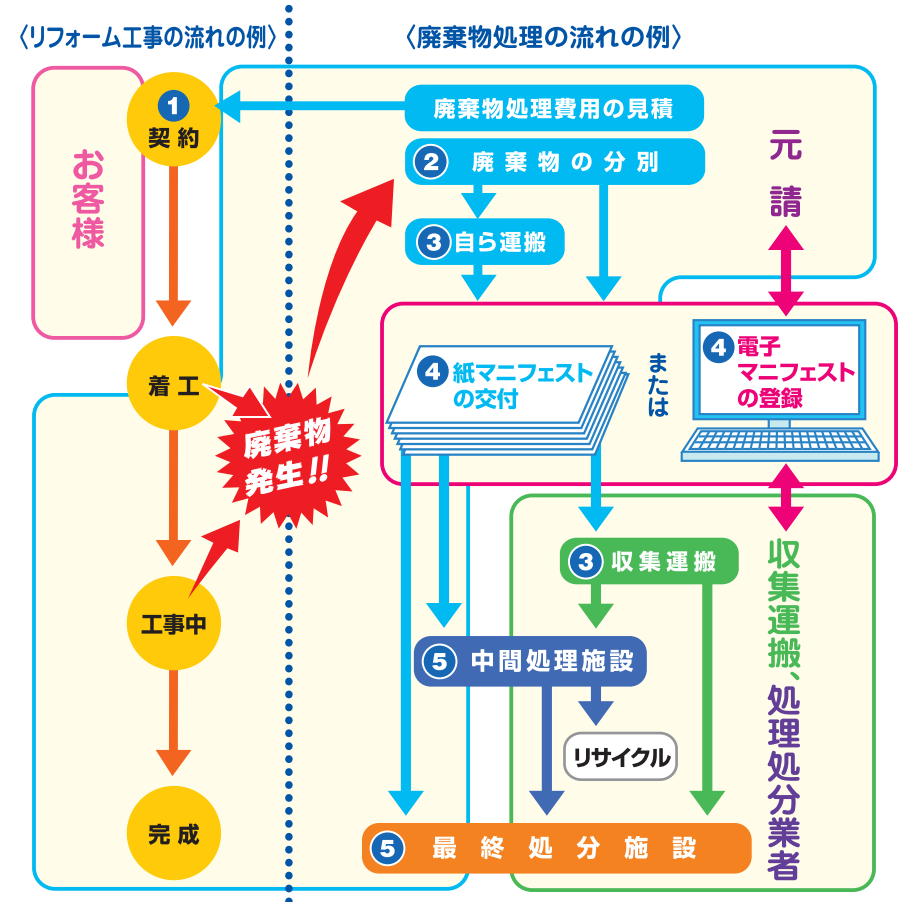 〈リフォーム工事の流れの例〉
〈廃棄物処理の流れの例〉
お客様
1
契約
着工
工事中
完成
廃棄物
発生!!
廃棄物処理費用の見積
2 廃棄物の分別
3 自ら運搬
元請
4 紙マニフェスト
の交付
または
4 電子
マニフェスト
の登録
3 収集運搬
5 中間処理施設
リサイクル
5 最終処分施設
収集運搬、処理処分業者